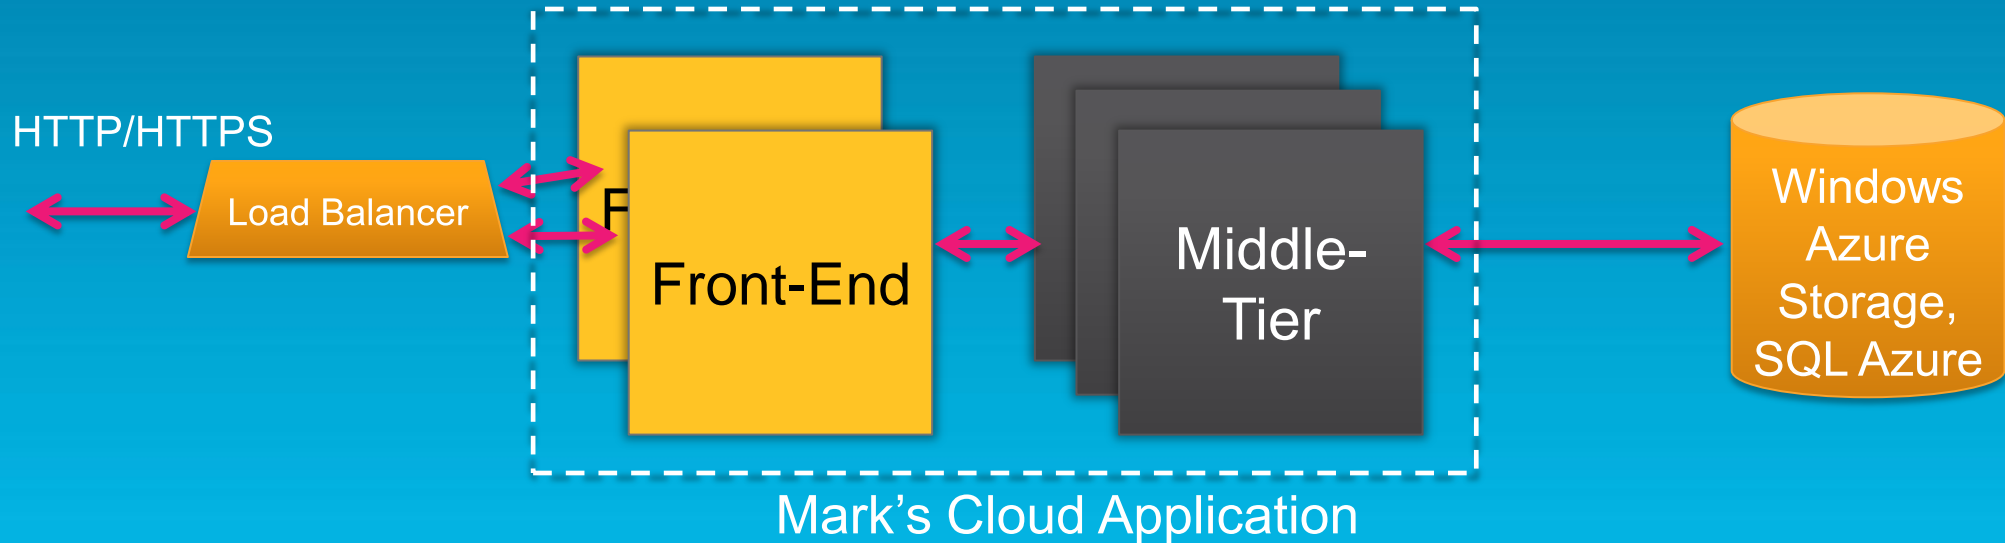 HTTP/HTTPS
Load Balancer
F
Front-End
Middle-
Tier
Windows
Azure
Storage,
SQL Azure
Mark’s Cloud Application